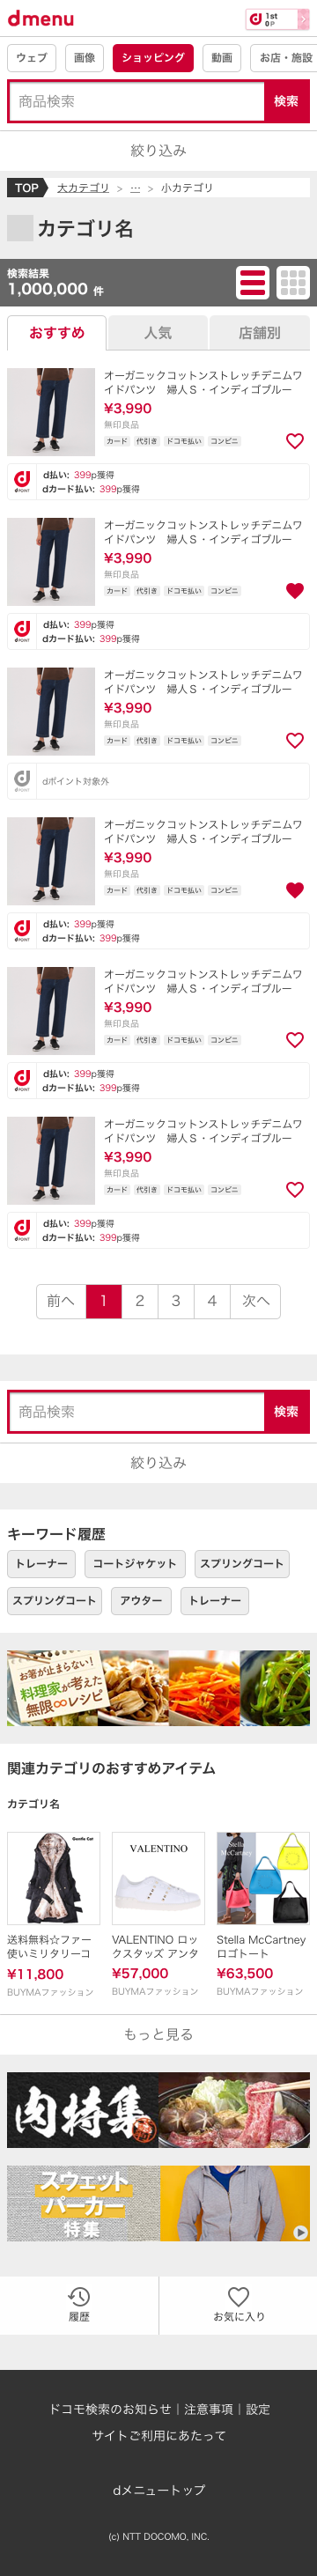 dmenu
d 1st
0P
ウェブ 画像 ショッピング 動画 お店・施設
商品検索 検索
絞り込み
TOP 大カテゴリ > … > 小カテゴリ
カテゴリ名
検索結果
1,000,000 件
おすすめ 人気 店舗別
オーガニックコットンストレッチデニムワ
イドパンツ 婦人S・インディゴブルー
¥3,990
無印良品
カード 代引き ドコモ払い コンビニ
d払い: 399p獲得
d POINT
dカード払い: 399p獲得
オーガニックコットンストレッチデニムワ
イドパンツ 婦人S・インディゴブルー
¥3,990
無印良品
カード 代引き ドコモ払い コンビニ
d払い: 399p獲得
d POINT
dカード払い: 399p獲得
オーガニックコットンストレッチデニムワ
イドパンツ 婦人S・インディゴブルー
¥3,990
無印良品
カード 代引き ドコモ払い コンビニ
d POINT dポイント対象外
オーガニックコットンストレッチデニムワ
イドパンツ 婦人S・インディゴブルー
¥3,990
無印良品
カード 代引き ドコモ払い コンビニ
d払い: 399p獲得
d POINT
dカード払い: 399p獲得
オーガニックコットンストレッチデニムワ
イドパンツ 婦人S・インディゴブルー
¥3,990
無印良品
カード 代引き ドコモ払い コンビニ
d払い: 399p獲得
d POINT
dカード払い: 399p獲得
オーガニックコットンストレッチデニムワ
イドパンツ 婦人S・インディゴブルー
¥3,990
無印良品
カード 代引き ドコモ払い コンビニ
d払い: 399p獲得
d POINT
dカード払い: 399p獲得
前へ 1 2 3 4 次へ
商品検索 検索
絞り込み
キーワード履歴
トレーナー コートジャケット スプリングコート
スプリングコート アウター トレーナー
お箸が止まらない!
料理家が考えた
無限∞レシピ
関連カテゴリのおすすめアイテム
カテゴリ名
VALENTINO
Stella
McCartney
送料無料☆ファー
使いミリタリーコ
¥11,800
BUYMAファッション
VALENTINO ロッ
クスタッズ アンタ
¥57,000
BUYMAファッション
Stella McCartney
ロゴトート
¥63,500
BUYMAファッション
もっと見る
肉特集
スウェット
パーカー
特集
履歴 お気に入り
ドコモ検索のお知らせ | 注意事項 | 設定
サイトご利用にあたって
dメニュートップ
(c) NTT DOCOMO, INC.